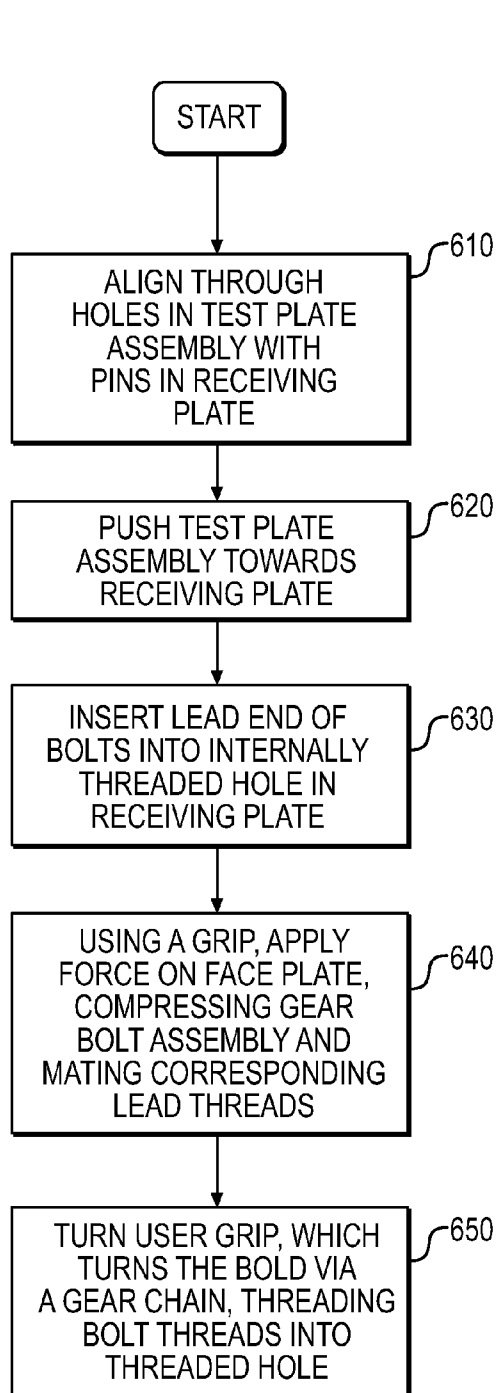 START
610
ALIGN THROUGH
HOLES IN TEST PLATE
ASSEMBLY WITH
PINS IN RECEIVING
PLATE
620
PUSH TEST PLATE
ASSEMBLY TOWARDS
RECEIVING PLATE
630
INSERT LEAD END OF
BOLTS INTO INTERNALLY
THREADED HOLE IN
RECEIVING PLATE
640
USING A GRIP, APPLY
FORCE ON FACE PLATE,
COMPRESSING GEAR
BOLT ASSEMBLY AND
MATING CORRESPONDING
LEAD THREADS
650
TURN USER GRIP, WHICH
TURNS THE BOLD VIA
A GEAR CHAIN, THREADING
BOLT THREADS INTO
THREADED HOLE